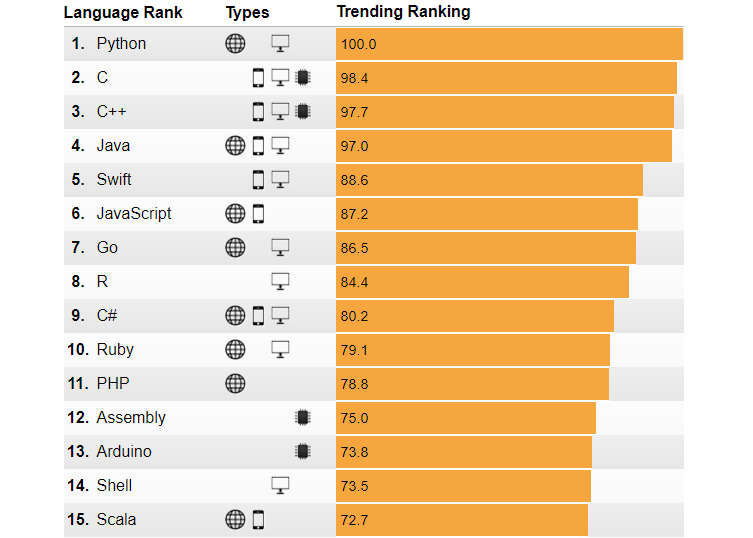 Language Rank Types Trending Ranking
1. Python 100.0
2. C 98.4
3. C++ 97.7
4. Java 97.0
5. Swift 88.6
6. JavaScript 87.2
7. Go 86.5
8. R 84.4
9. C# 80.2
10. Ruby 79.1
11. PHP 78.8
12. Assembly 75.0
13. Arduino 73.8
14. Shell 73.5
15. Scala 72.7